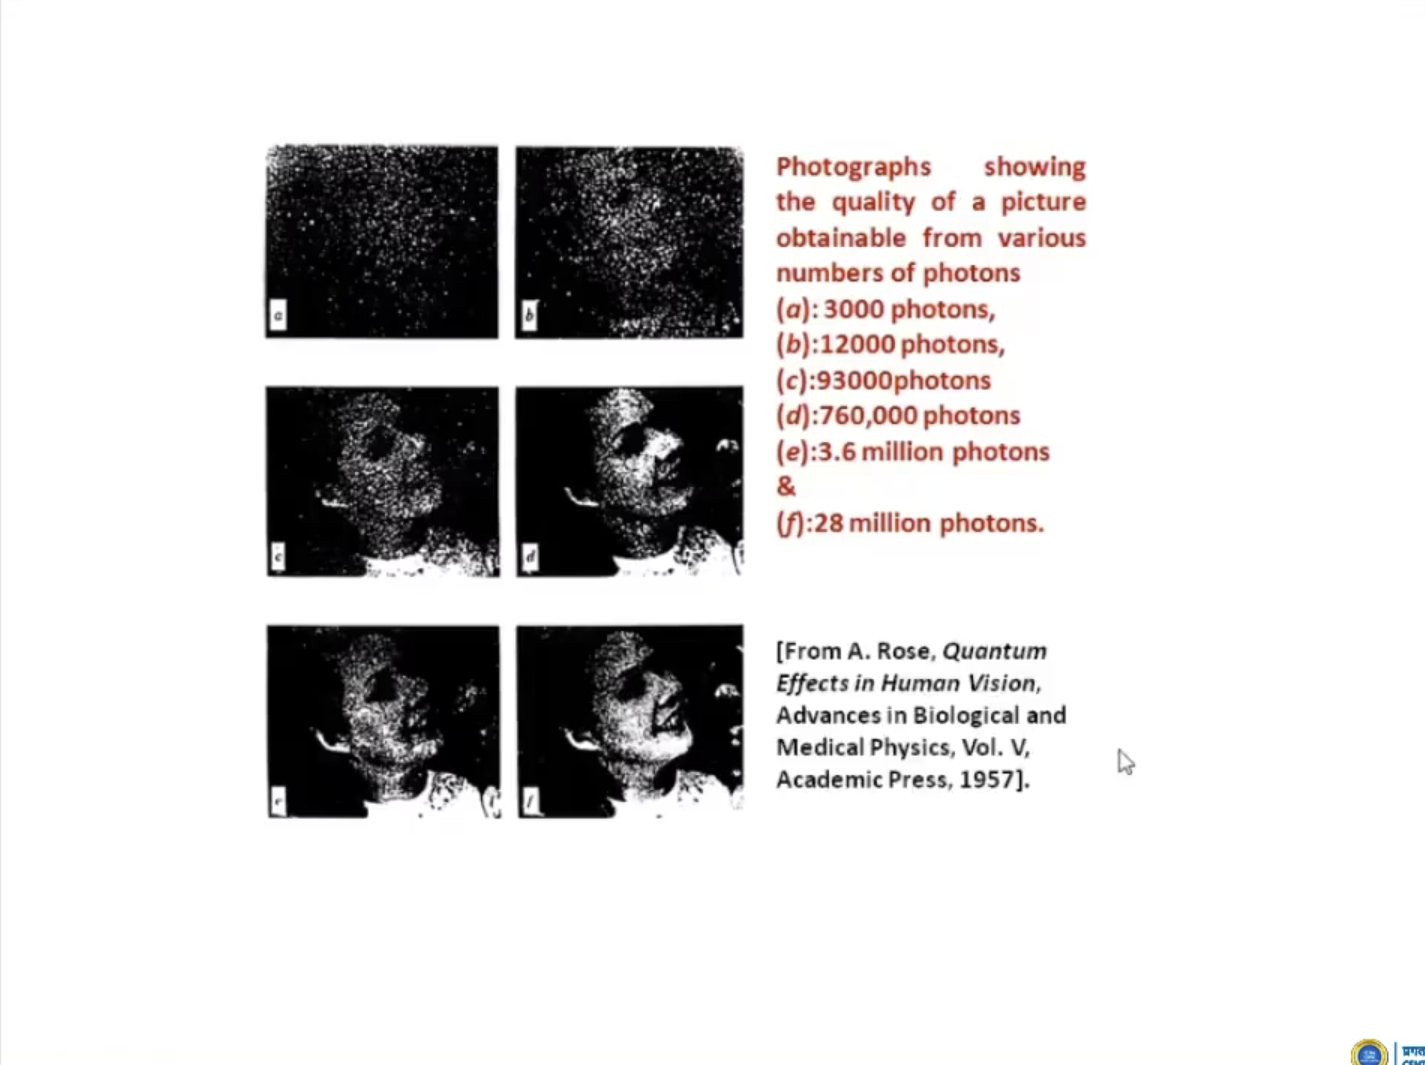 Photographs showing
the quality of a picture
obtainable from various
numbers of photons
(a): 3000 photons,
(b):12000 photons,
(c):93000photons
(d):760,000 photons
(e):3.6 million photons
&
(f):28 million photons.
[From A. Rose, Quantum
Effects in Human Vision,
Advances in Biological and
Medical Physics, Vol. V,
Academic Press, 1957].
a
b
c
d
e
f